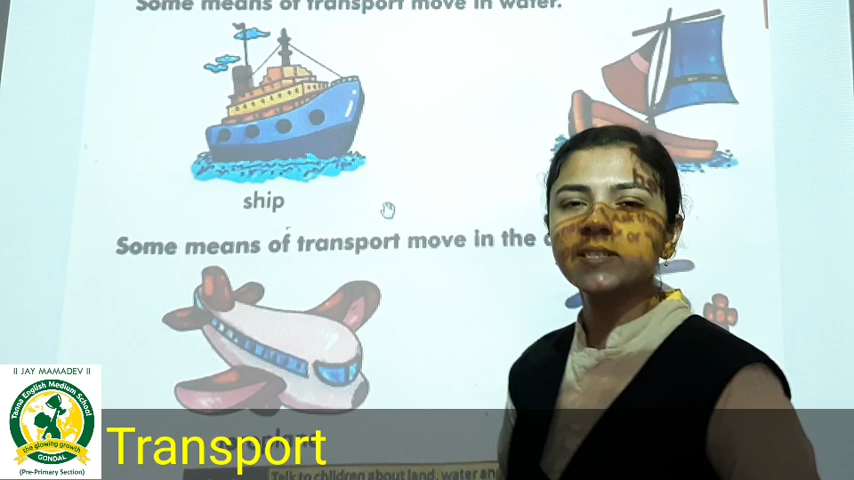 Some means of transport move in water.
ship
Some means of transport move in the
II JAY MAMADEV II
Tanna English Medium School
the glowing growth
GONDAL
(Pre-Primary Section)
Transport
Talk to children about land, water an